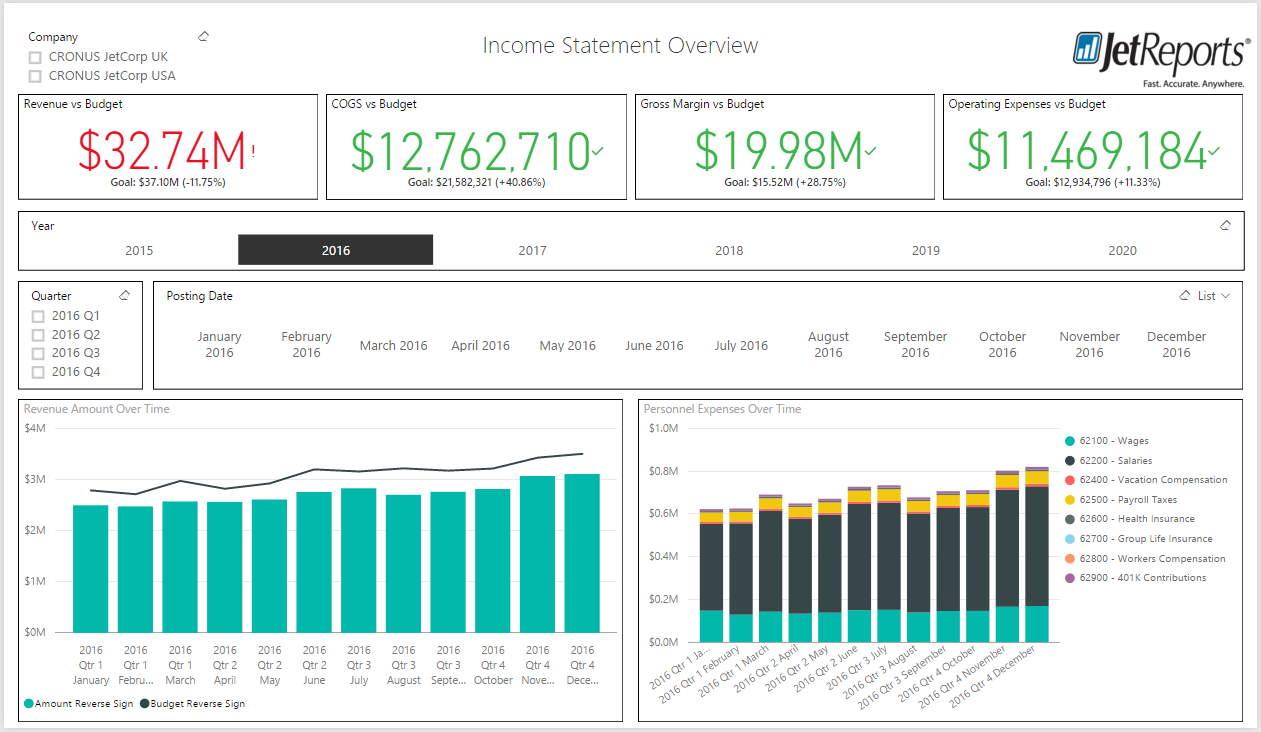 Company
CRONUS JetCorp UK
CRONUS JetCorp USA
Income Statement Overview
JetReports®
Fast. Accurate. Anywhere.
Revenue vs Budget
$32.74M!
Goal: $37.10M (-11.75%)
COGS vs Budget
$12,762,710
Goal: $21,582,321 (+40.86%)
Gross Margin vs Budget
$19.98M
Goal: $15.52M (+28.75%)
Operating Expenses vs Budget
$11,469,184
Goal: $12,934,796 (+11.33%)
Year
2015 2016 2017 2018 2019 2020
Quarter
2016 Q1
2016 Q2
2016 Q3
2016 Q4
Posting Date
List
January 2016
February 2016
March 2016
April 2016
May 2016
June 2016
July 2016
August 2016
September 2016
October 2016
November 2016
December 2016
Revenue Amount Over Time
$4M
$3M
$2M
$1M
$0M
2016 Qtr 1 January
2016 Qtr 1 Febru...
2016 Qtr 1 March
2016 Qtr 2 April
2016 Qtr 2 May
2016 Qtr 2 June
2016 Qtr 3 July
2016 Qtr 3 August
2016 Qtr 3 Septe...
2016 Qtr 4 October
2016 Qtr 4 Nove...
2016 Qtr 4 Dece...
Amount Reverse Sign Budget Reverse Sign
Personnel Expenses Over Time
$1.0M
$0.8M
$0.6M
$0.4M
$0.2M
$0.0M
2016 Qtr 1 Ja...
2016 Qtr 1 February
2016 Qtr 1 March
2016 Qtr 2 April
2016 Qtr 2 May
2016 Qtr 2 June
2016 Qtr 3 July
2016 Qtr 3 August
2016 Qtr 3 September
2016 Qtr 4 October
2016 Qtr 4 November
2016 Qtr 4 December
62100 - Wages
62200 - Salaries
62400 - Vacation Compensation
62500 - Payroll Taxes
62600 - Health Insurance
62700 - Group Life Insurance
62800 - Workers Compensation
62900 - 401K Contributions